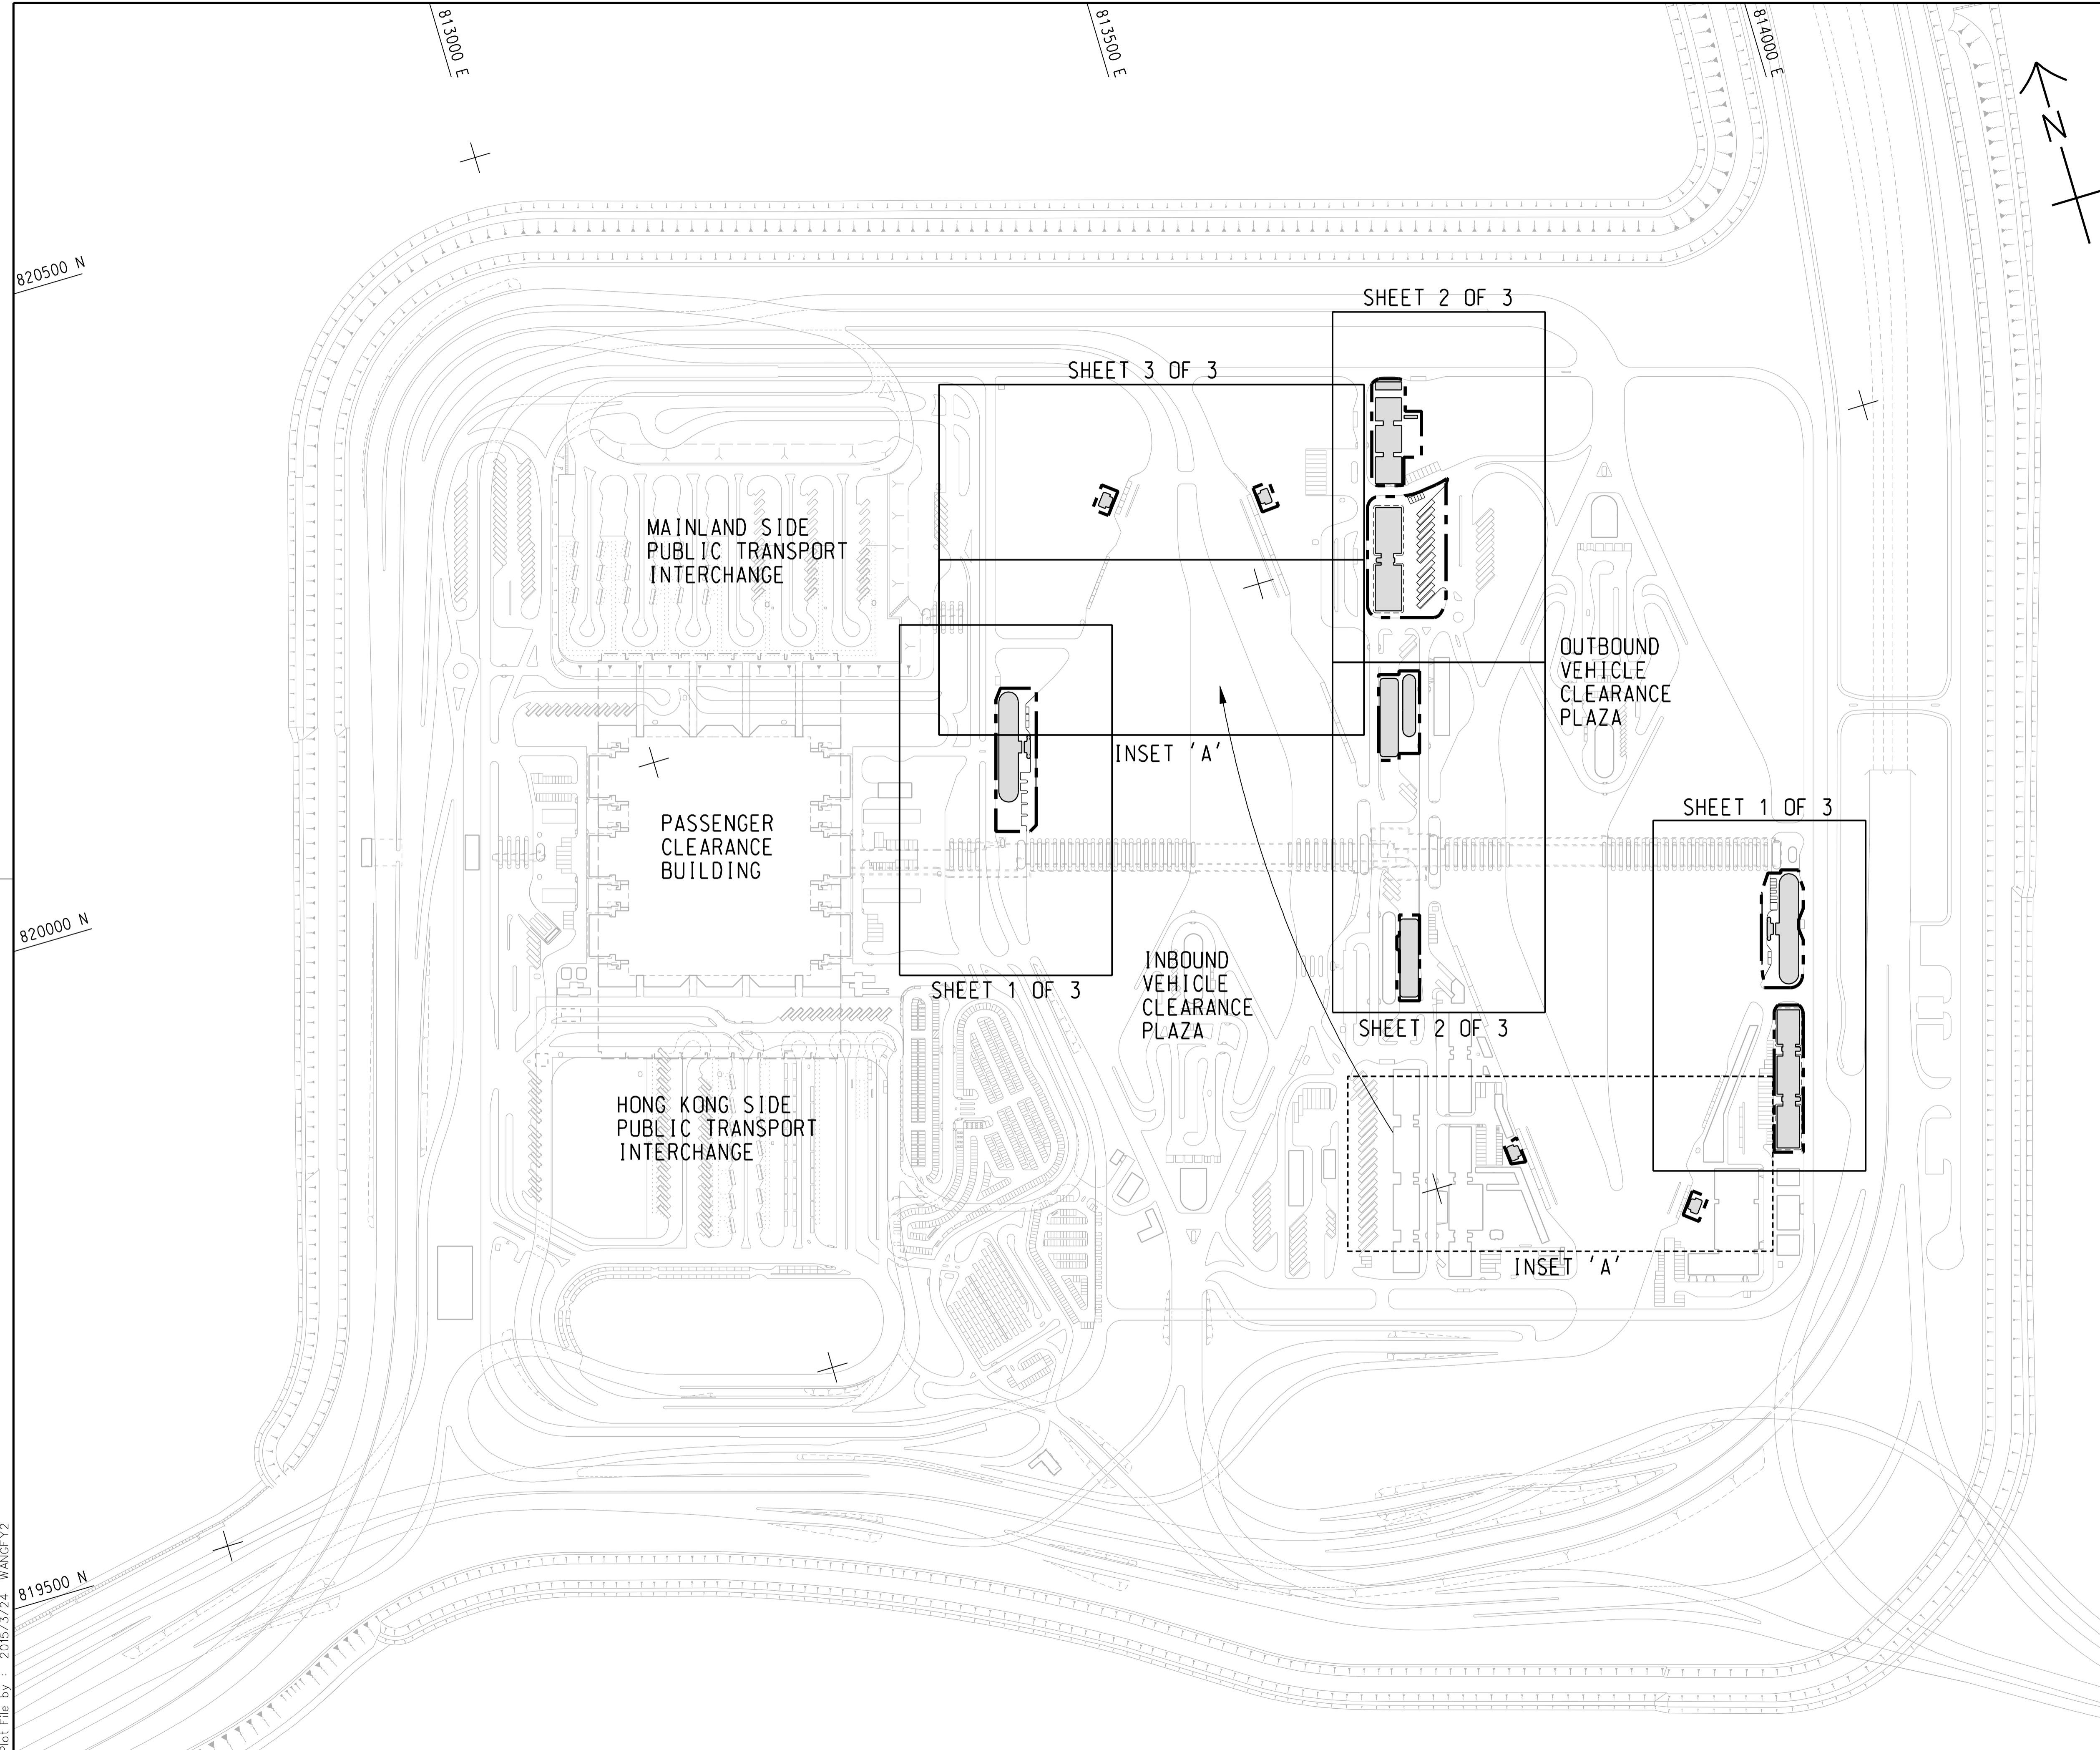 813000 E
813500 E
814000 E
N
820500 N
SHEET 2 OF 3
SHEET 3 OF 3
MAINLAND SIDE
PUBLIC TRANSPORT
INTERCHANGE
OUTBOUND
VEHICLE
CLEARANCE
PLAZA
INSET 'A'
SHEET 1 OF 3
PASSENGER
CLEARANCE
BUILDING
820000 N
INBOUND
VEHICLE
CLEARANCE
PLAZA
SHEET 1 OF 3
SHEET 2 OF 3
HONG KONG SIDE
PUBLIC TRANSPORT
INTERCHANGE
INSET 'A'
819500 N
Plot File by : 2015/3/24 WANGFY2